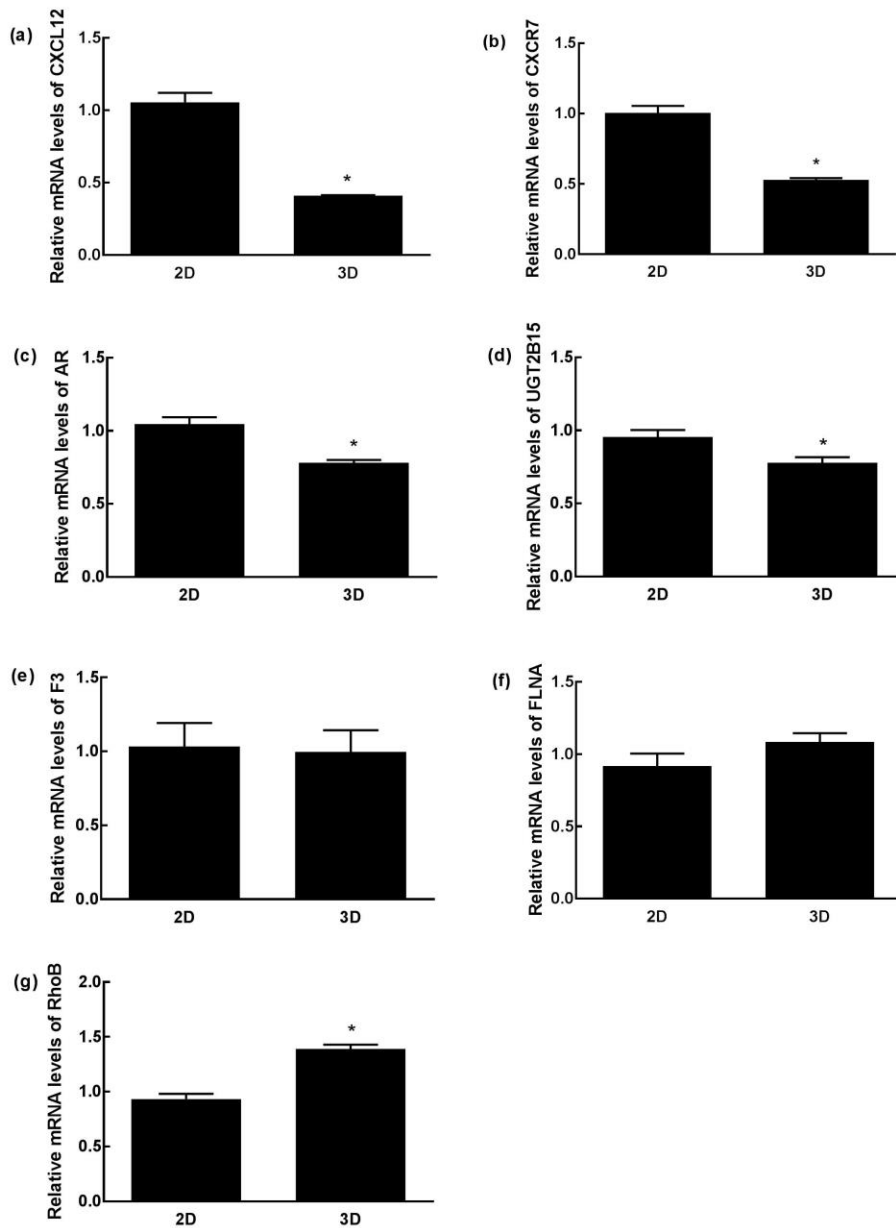 (a)
Relative mRNA levels of CXCL12
1.5
1.0
0.5
0.0
*
2D
3D
(b)
Relative mRNA levels of CXCR7
1.5
1.0
0.5
0.0
*
2D
3D
(c)
Relative mRNA levels of AR
1.5
1.0
0.5
0.0
*
2D
3D
(d)
Relative mRNA levels of UGT2B15
1.5
1.0
0.5
0.0
*
2D
3D
(e)
Relative mRNA levels of F3
1.5
1.0
0.5
0.0
2D
3D
(f)
Relative mRNA levels of FLNA
1.5
1.0
0.5
0.0
2D
3D
(g)
Relative mRNA levels of RhoB
2.0
1.5
1.0
0.5
0.0
*
2D
3D